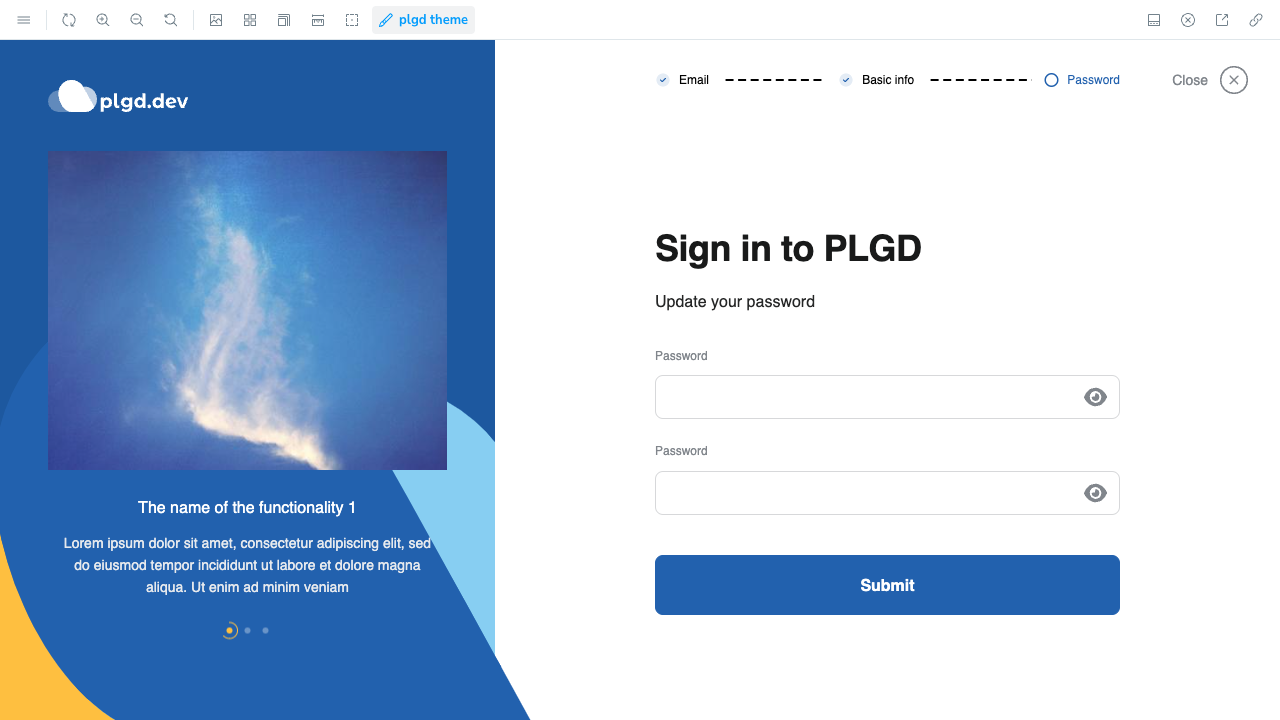 plgd theme
plgd.dev
The name of the functionality 1
Lorem ipsum dolor sit amet, consectetur adipiscing elit, sed
do eiusmod tempor incididunt ut labore et dolore magna
aliqua. Ut enim ad minim veniam
Email
Basic info
Password
Close
Sign in to PLGD
Update your password
Password
Password
Submit